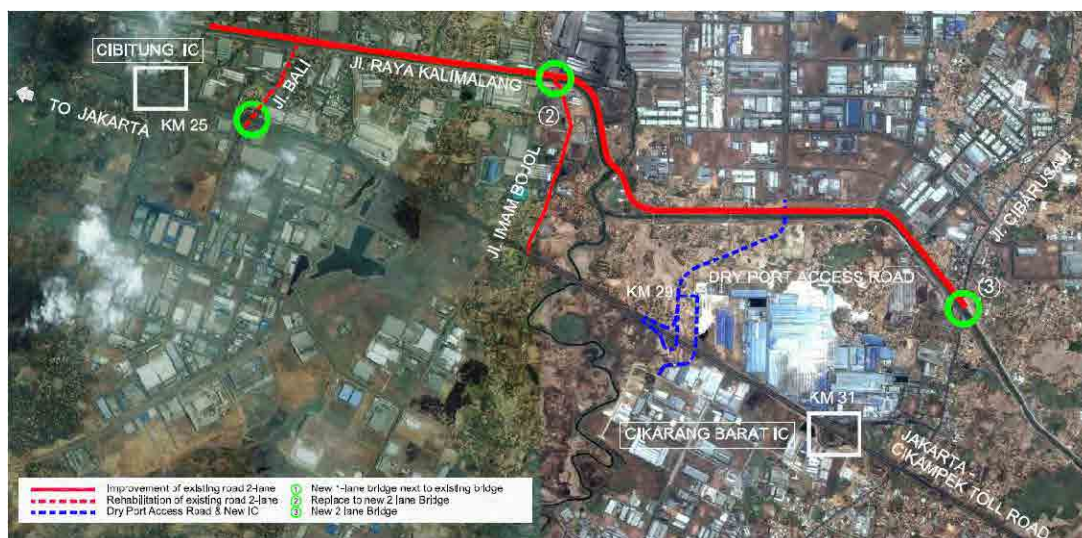 CIBITUNG IC
TO JAKARTA
KM 25
JL. BALI
Jl. RAYA KALIMALANG
②
JL. IMAM BOJOL
JL. CIBARUSAH
③
KM 29
DRY PORT ACCESS ROAD
KM 31
CIKARANG BARAT IC
JAKARTA -
CIKAMPEK TOLL ROAD
Improvement of existing road 2-lane
Rehabilitation of existing road 2-lane
Dry Port Access Road & New IC
① New 1-lane bridge next to existing bridge
② Replace to new 2 lane Bridge
③ New 2 lane Bridge